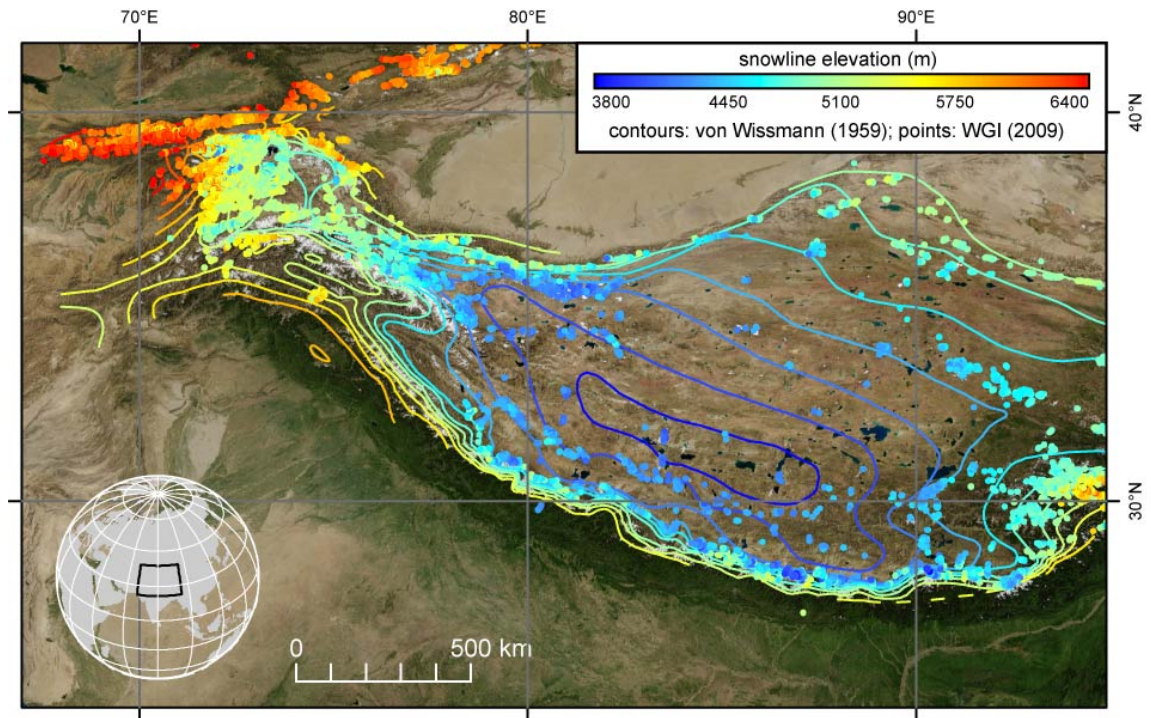 70°E 80°E 90°E
snowline elevation (m)
3800 4450 5100 5750 6400
contours: von Wissmann (1959); points: WGI (2009)
40°N
30°N
0 500 km